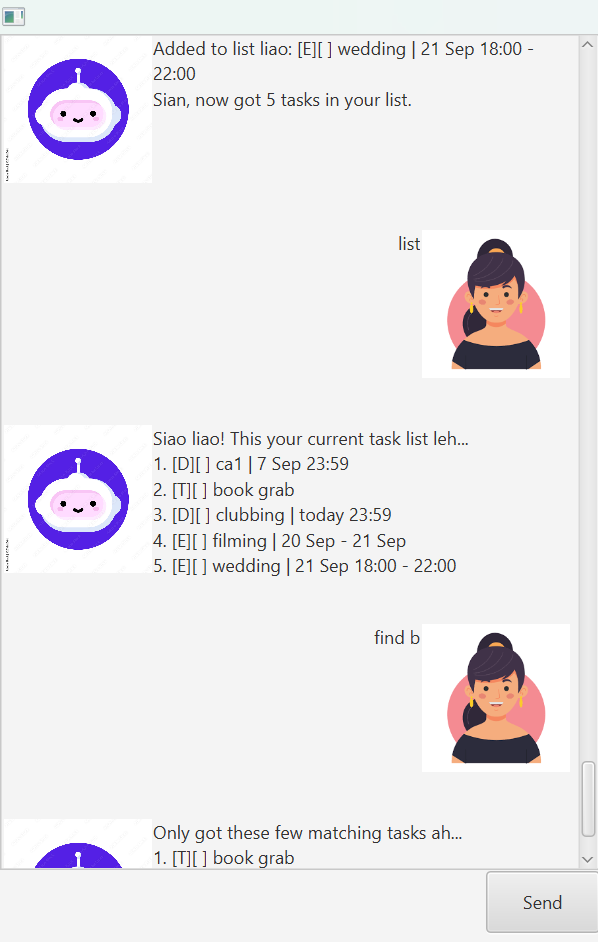 Added to list liao: [E][ ] wedding | 21 Sep 18:00 -
22:00
Sian, now got 5 tasks in your list.
list
Siao liao! This your current task list leh...
1. [D][ ] ca1 | 7 Sep 23:59
2. [T][ ] book grab
3. [D][ ] clubbing | today 23:59
4. [E][ ] filming | 20 Sep - 21 Sep
5. [E][ ] wedding | 21 Sep 18:00 - 22:00
find b
Only got these few matching tasks ah...
1. [T][ ] book grab
Send